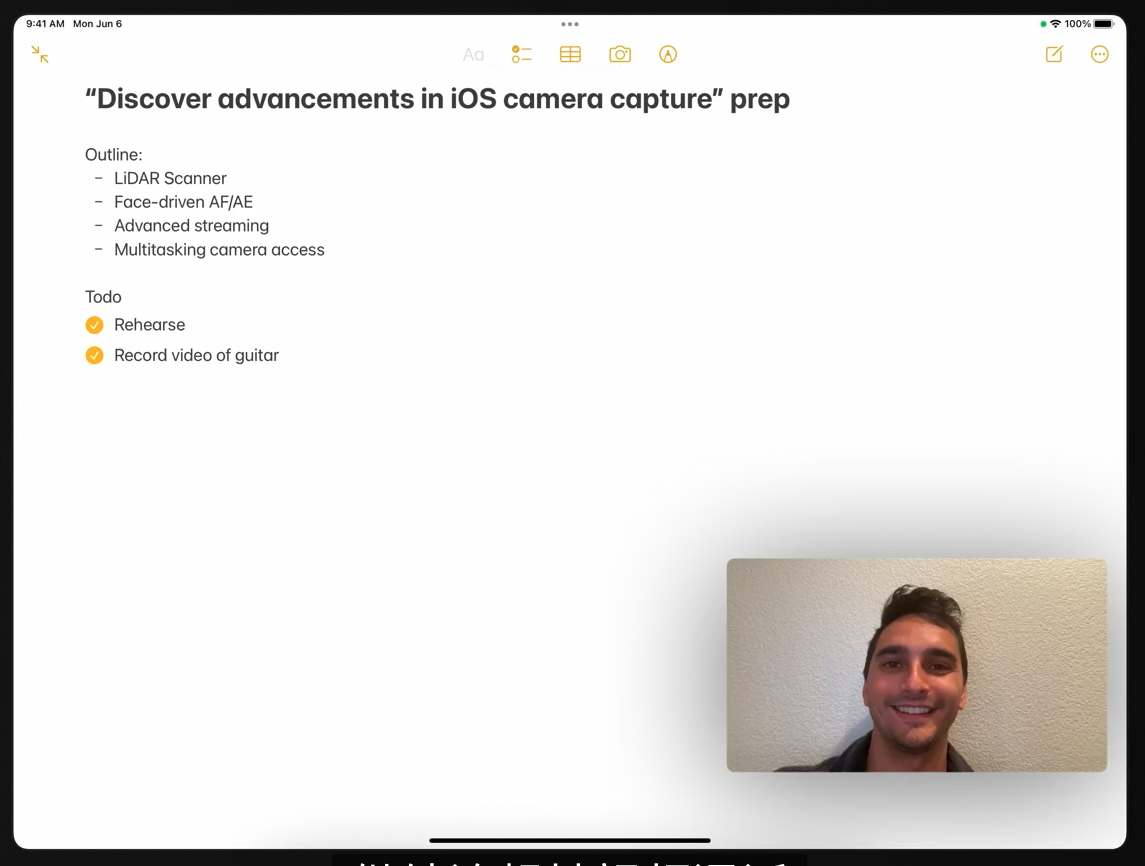 9:41 AM Mon Jun 6
100%
Aa
“Discover advancements in iOS camera capture” prep
Outline:
– LiDAR Scanner
– Face-driven AF/AE
– Advanced streaming
– Multitasking camera access
Todo
Rehearse
Record video of guitar